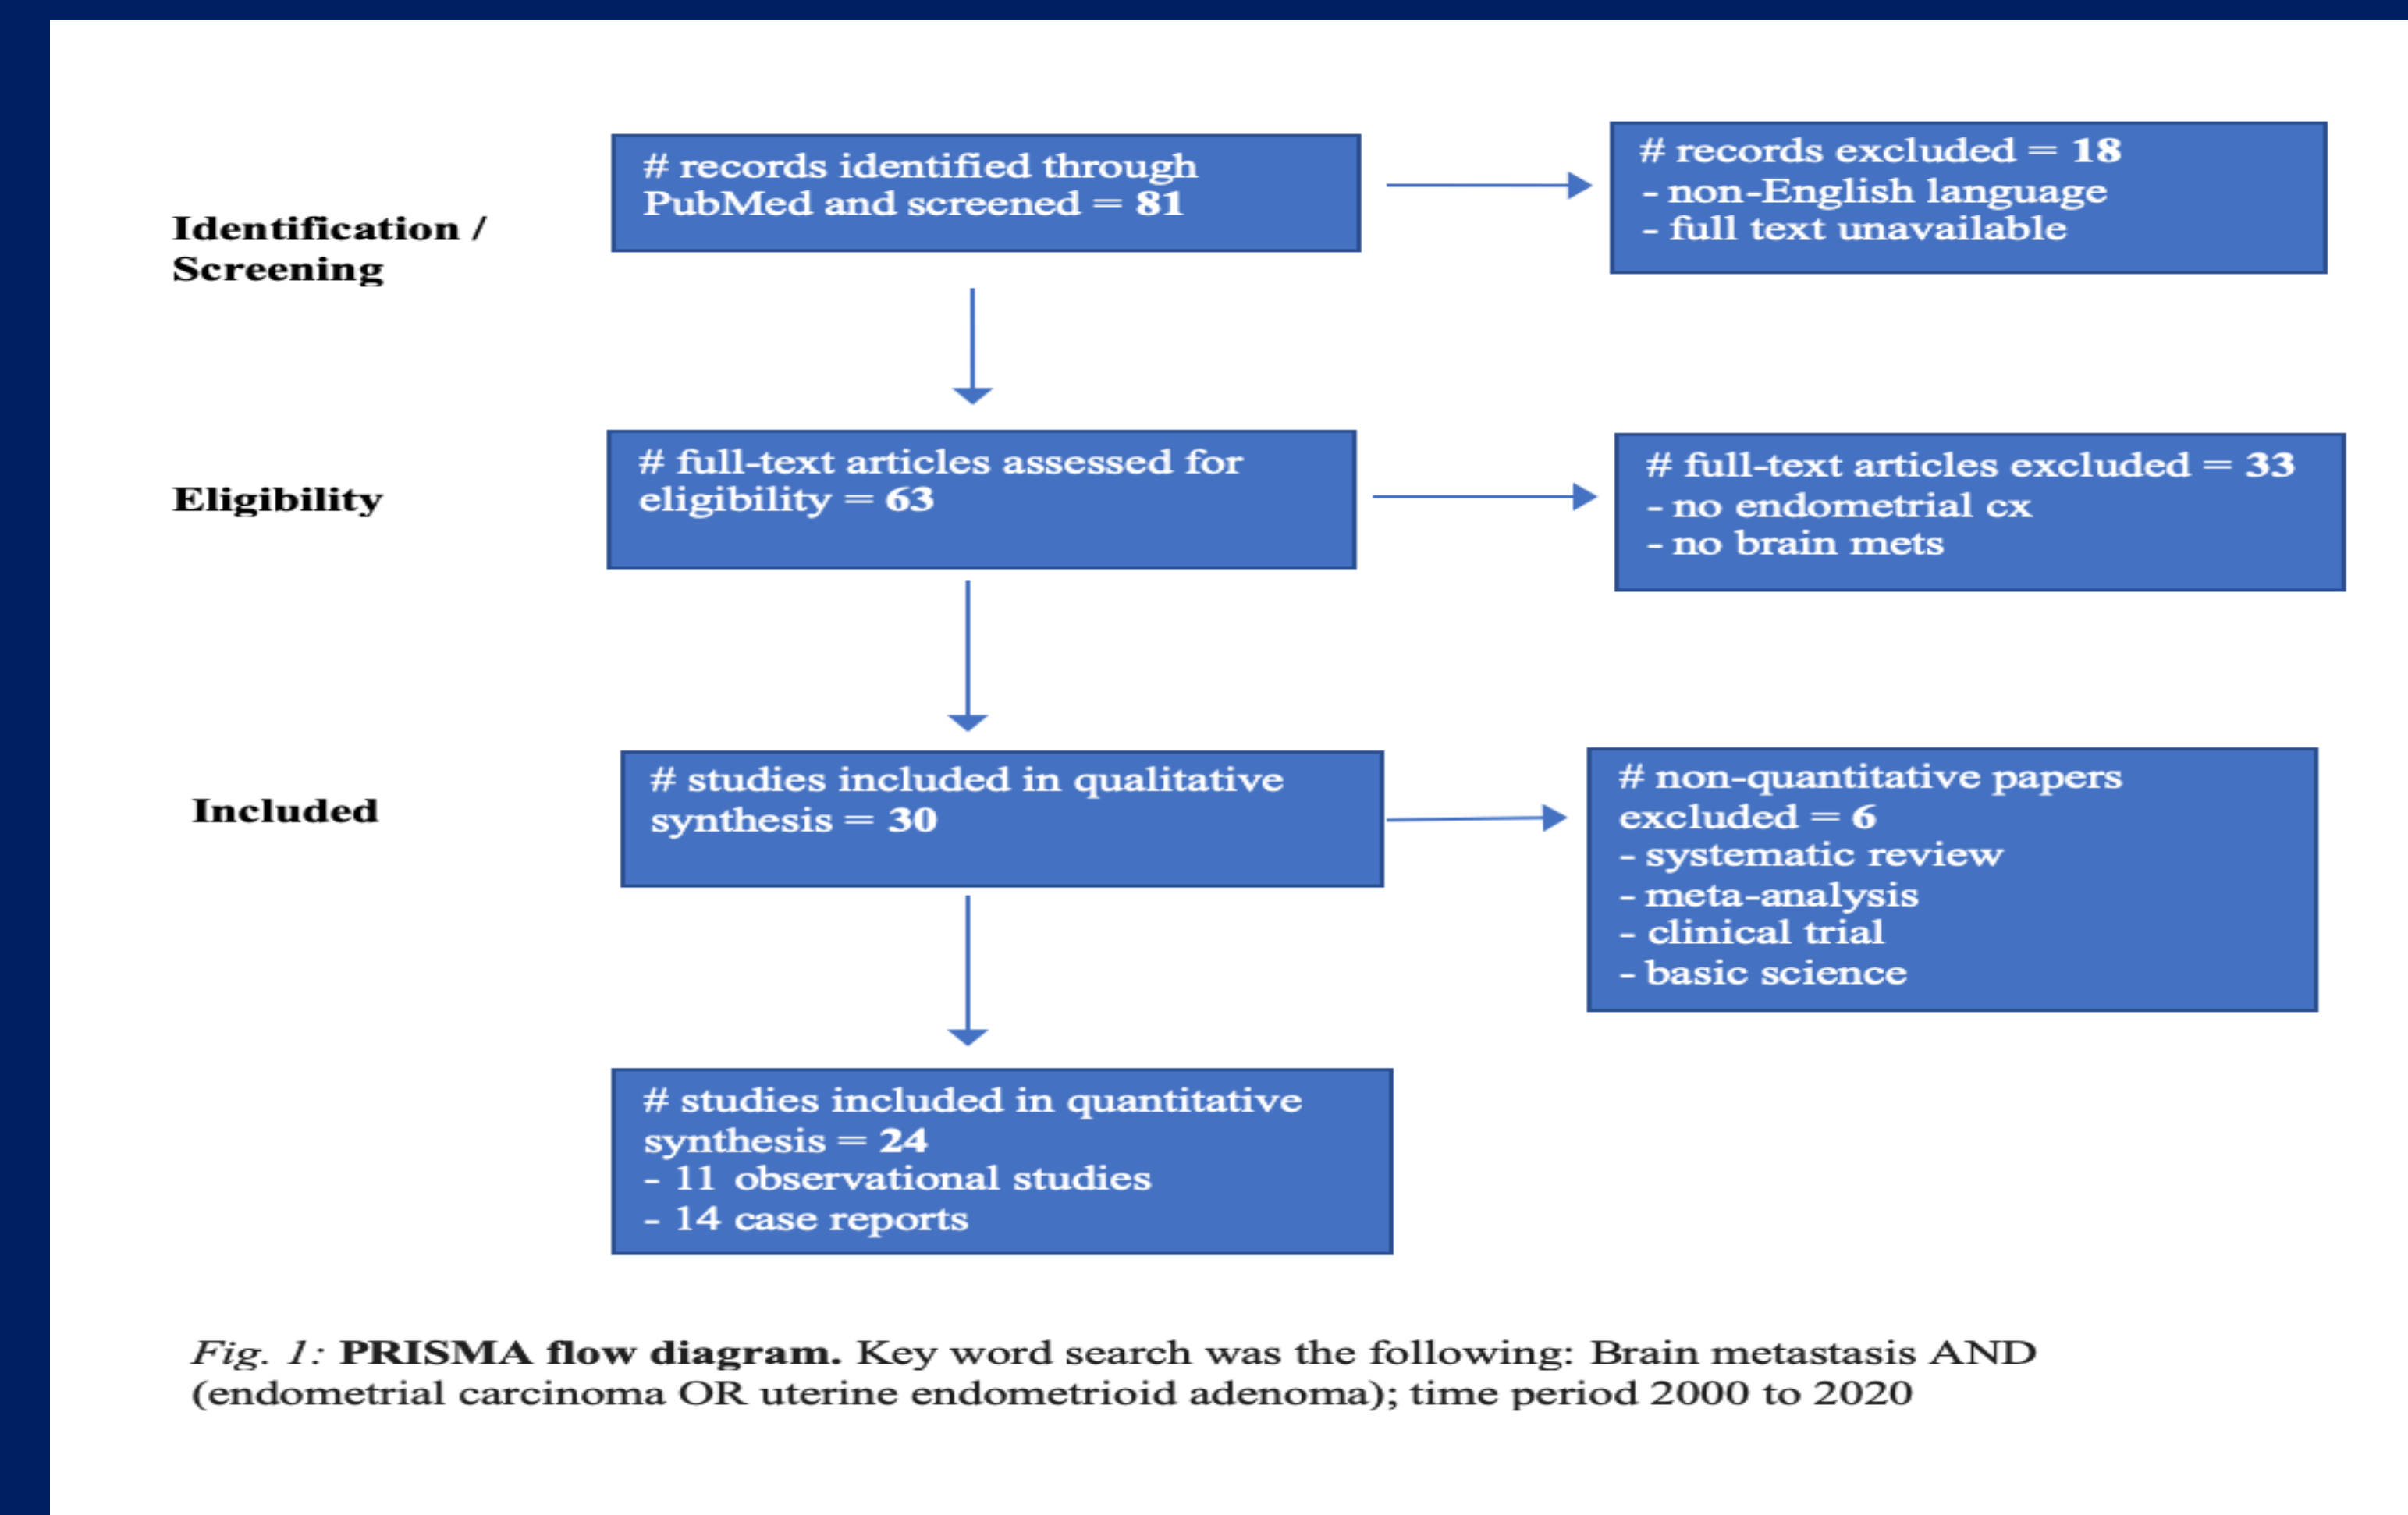 Identification /
Screening
# records identified through
PubMed and screened = 81
# records excluded = 18
- non-English language
- full text unavailable
Eligibility
# full-text articles assessed for
eligibility = 63
# full-text articles excluded = 33
- no endometrial cx
- no brain mets
Included
# studies included in qualitative
synthesis = 30
# non-quantitative papers
excluded = 6
- systematic review
- meta-analysis
- clinical trial
- basic science
# studies included in quantitative
synthesis = 24
- 11 observational studies
- 14 case reports
Fig. 1: PRISMA flow diagram. Key word search was the following: Brain metastasis AND
(endometrial carcinoma OR uterine endometrioid adenoma); time period 2000 to 2020